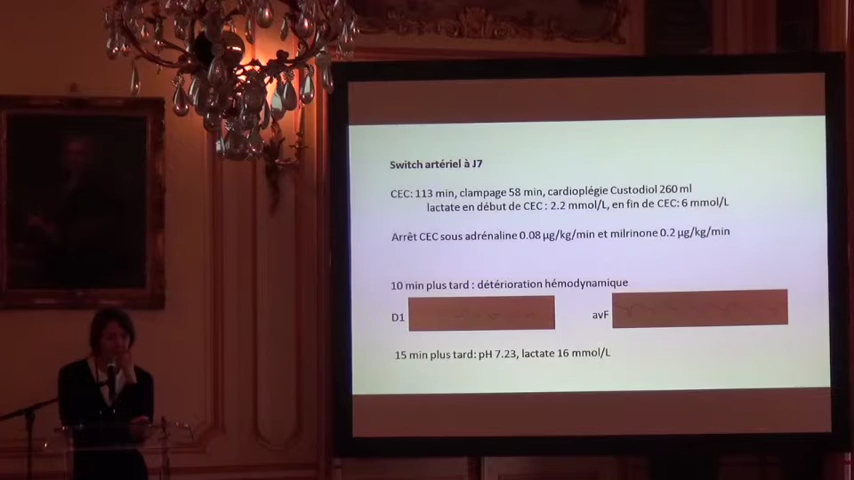 Switch artériel à J7
CEC: 113 min, clampage 58 min, cardioplégie Custodiol 260 ml
lactate en début de CEC : 2.2 mmol/L, en fin de CEC: 6 mmol/L
Arrêt CEC sous adrénaline 0.08 µg/kg/min et milrinone 0.2 µg/kg/min
10 min plus tard : détérioration hémodynamique
D1 avF
15 min plus tard: pH 7.23, lactate 16 mmol/L